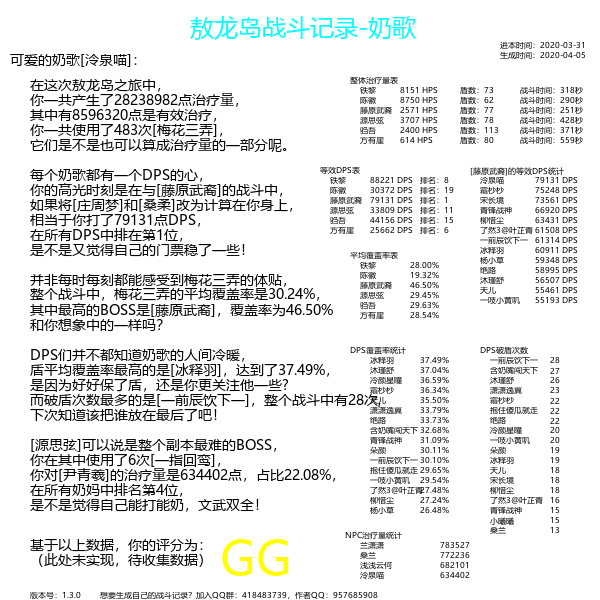 敖龙岛战斗记录-奶歌
进本时间：2020-03-31
生成时间：2020-04-05
可爱的奶歌[泠泉喵]：
在这次敖龙岛之旅中，
你一共产生了28238982点治疗量，
其中有8596320点是有效治疗，
你一共使用了483次[梅花三弄]，
它们是不是也可以算成治疗量的一部分呢。
每个奶歌都有一个DPS的心，
你的高光时刻是在与[藤原武裔]的战斗中，
如果将[庄周梦]和[桑柔]改为计算在你身上，
相当于你打了79131点DPS，
在所有DPS中排在第1位，
是不是又觉得自己的门票稳了一些！
并非每时每刻都能感受到梅花三弄的体贴，
整个战斗中，梅花三弄的平均覆盖率是30.24%，
其中最高的BOSS是[藤原武裔]，覆盖率为46.50%
和你想象中的一样吗？
DPS们并不都知道奶歌的人间冷暖，
盾平均覆盖率最高的是[冰释羽]，达到了37.49%，
是因为好好保了盾，还是你更关注他一些？
而破盾次数最多的是[一前辰饮下一]，整个战斗中有28次，
下次知道该把谁放在最后了吧！
[源思弦]可以说是整个副本最难的BOSS，
你在其中使用了6次[一指回鸾]，
你对[尹青羲]的治疗量是634402点，占比22.08%，
在所有奶妈中排名第4位，
是不是觉得自己能打能奶，文武双全！
基于以上数据，你的评分为：
（此处未实现，待收集数据）
GG
整体治疗量表
铁黎 8151 HPS 盾数：73 战斗时间：318秒
陈徽 8750 HPS 盾数：62 战斗时间：290秒
藤原武裔 2571 HPS 盾数：77 战斗时间：251秒
源思弦 3707 HPS 盾数：78 战斗时间：428秒
驺吾 2400 HPS 盾数：113 战斗时间：371秒
方有崖 614 HPS 盾数：80 战斗时间：559秒
等效DPS表
铁黎 88221 DPS 排名：8
陈徽 30372 DPS 排名：19
藤原武裔 79131 DPS 排名：1
源思弦 33809 DPS 排名：11
驺吾 44156 DPS 排名：15
方有崖 25662 DPS 排名：6
[藤原武裔]的等效DPS统计
泠泉喵 79131 DPS
霜杪杪 75248 DPS
宋长境 73561 DPS
青锋战神 66920 DPS
柳惜尘 63431 DPS
了然3@叶芷青 61508 DPS
一前辰饮下一 61314 DPS
冰释羽 60911 DPS
杨小草 59348 DPS
绝路 58995 DPS
沐瑾舒 56507 DPS
天儿 55461 DPS
一吱小黄叽 55193 DPS
平均覆盖率表
铁黎 28.00%
陈徽 19.32%
藤原武裔 46.50%
源思弦 29.45%
驺吾 29.63%
方有崖 28.54%
DPS覆盖率统计
冰释羽 37.49%
沐瑾舒 37.04%
冷颜星曈 36.59%
霜杪杪 36.34%
天儿 35.50%
潇潇逸翼 33.79%
绝路 33.73%
含奶嘴闯天下 32.68%
青锋战神 31.09%
朵颜 30.11%
一前辰饮下一 30.10%
抱住傻瓜就走 29.65%
一吱小黄叽 29.54%
了然3@叶芷青 27.48%
柳惜尘 27.24%
杨小草 26.48%
DPS破盾次数
一前辰饮下一 28
含奶嘴闯天下 27
沐瑾舒 26
潇潇逸翼 23
霜杪杪 22
抱住傻瓜就走 22
绝路 22
冷颜星曈 20
一吱小黄叽 20
朵颜 19
冰释羽 19
天儿 18
宋长境 18
柳惜尘 18
了然3@叶芷青 16
青锋战神 15
小曦曦 15
桑梓 13
NPC治疗量统计
兰潇潇 783527
桑梓 772236
浅浅云何 682101
泠泉喵 634402
版本号：1.3.0 想要生成自己的战斗记录？加入QQ群：418483739，作者QQ：957685908